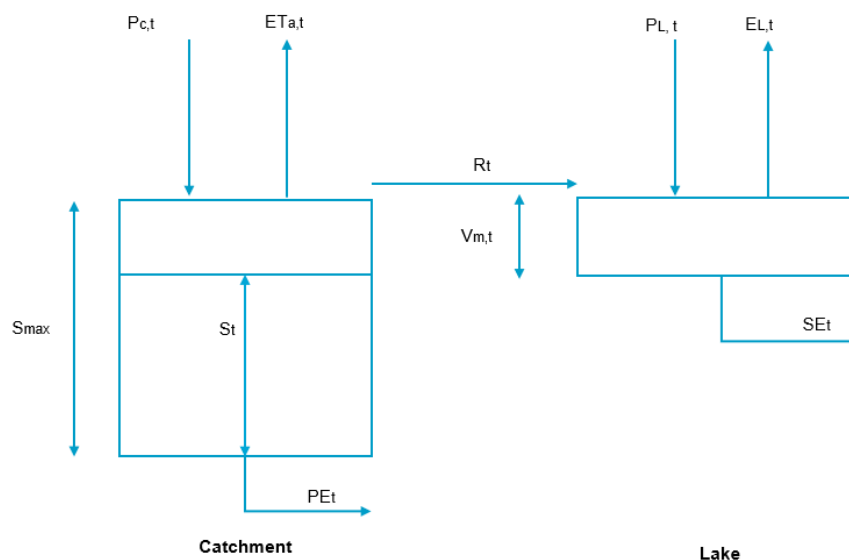 Pc,t
ETa,t
PL, t
EL,t
Rt
Vm,t
Smax
St
SEt
PEt
Catchment
Lake